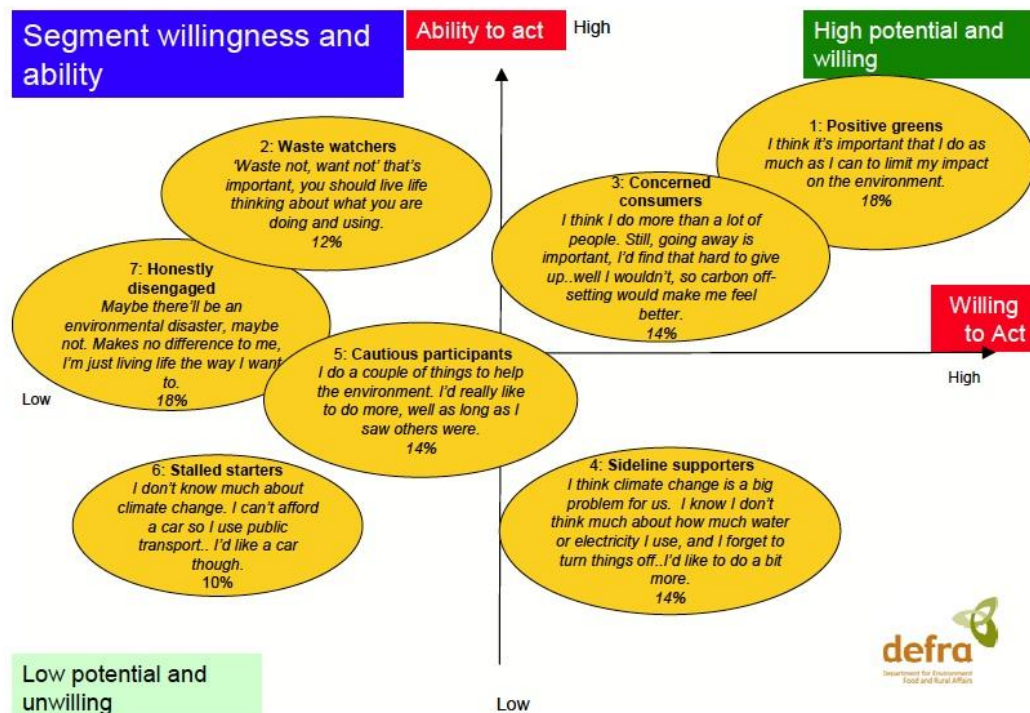 Segment willingness and
ability
Ability to act
High
High potential and
willing
1: Positive greens
I think it's important that I do as
much as I can to limit my impact
on the environment.
18%
2: Waste watchers
'Waste not, want not' that's
important, you should live life
thinking about what you are
doing and using.
12%
3: Concerned
consumers
I think I do more than a lot of
people. Still, going away is
important, I'd find that hard to give
up..well I wouldn't, so carbon off-
setting would make me feel
better.
14%
7: Honestly
disengaged
Maybe there'll be an
environmental disaster, maybe
not. Makes no difference to me,
I'm just living life the way I want
to.
18%
Willing
to Act
High
Low
5: Cautious participants
I do a couple of things to help
the environment. I'd really like
to do more, well as long as I
saw others were.
14%
6: Stalled starters
I don't know much about
climate change. I can't afford
a car so I use public
transport.. I'd like a car
though.
10%
4: Sideline supporters
I think climate change is a big
problem for us. I know I don't
think much about how much water
or electricity I use, and I forget to
turn things off..I'd like to do a bit
more.
14%
defra
Department for Environment
Food and Rural Affairs
Low potential and
unwilling
Low